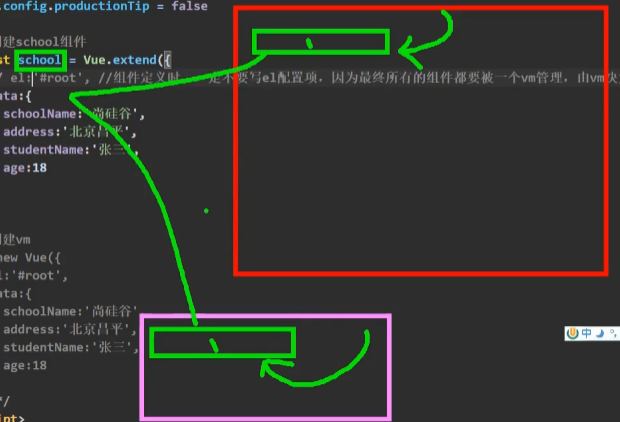 .config.productionTip = false
建school组件
st school = Vue.extend({
/ el:'#root', //组件定义时, 一定不要写el配置项,因为最终所有的组件都要被一个vm管理,由vm决
ata:{
schoolName:'尚硅谷',
address:'北京昌平',
studentName:'张三',
age:18
建vm
new Vue({
l:'#root',
ata:{
schoolName:'尚硅谷',
address:'北京昌平',
studentName:'张三',
age:18
*/
ipt>
中